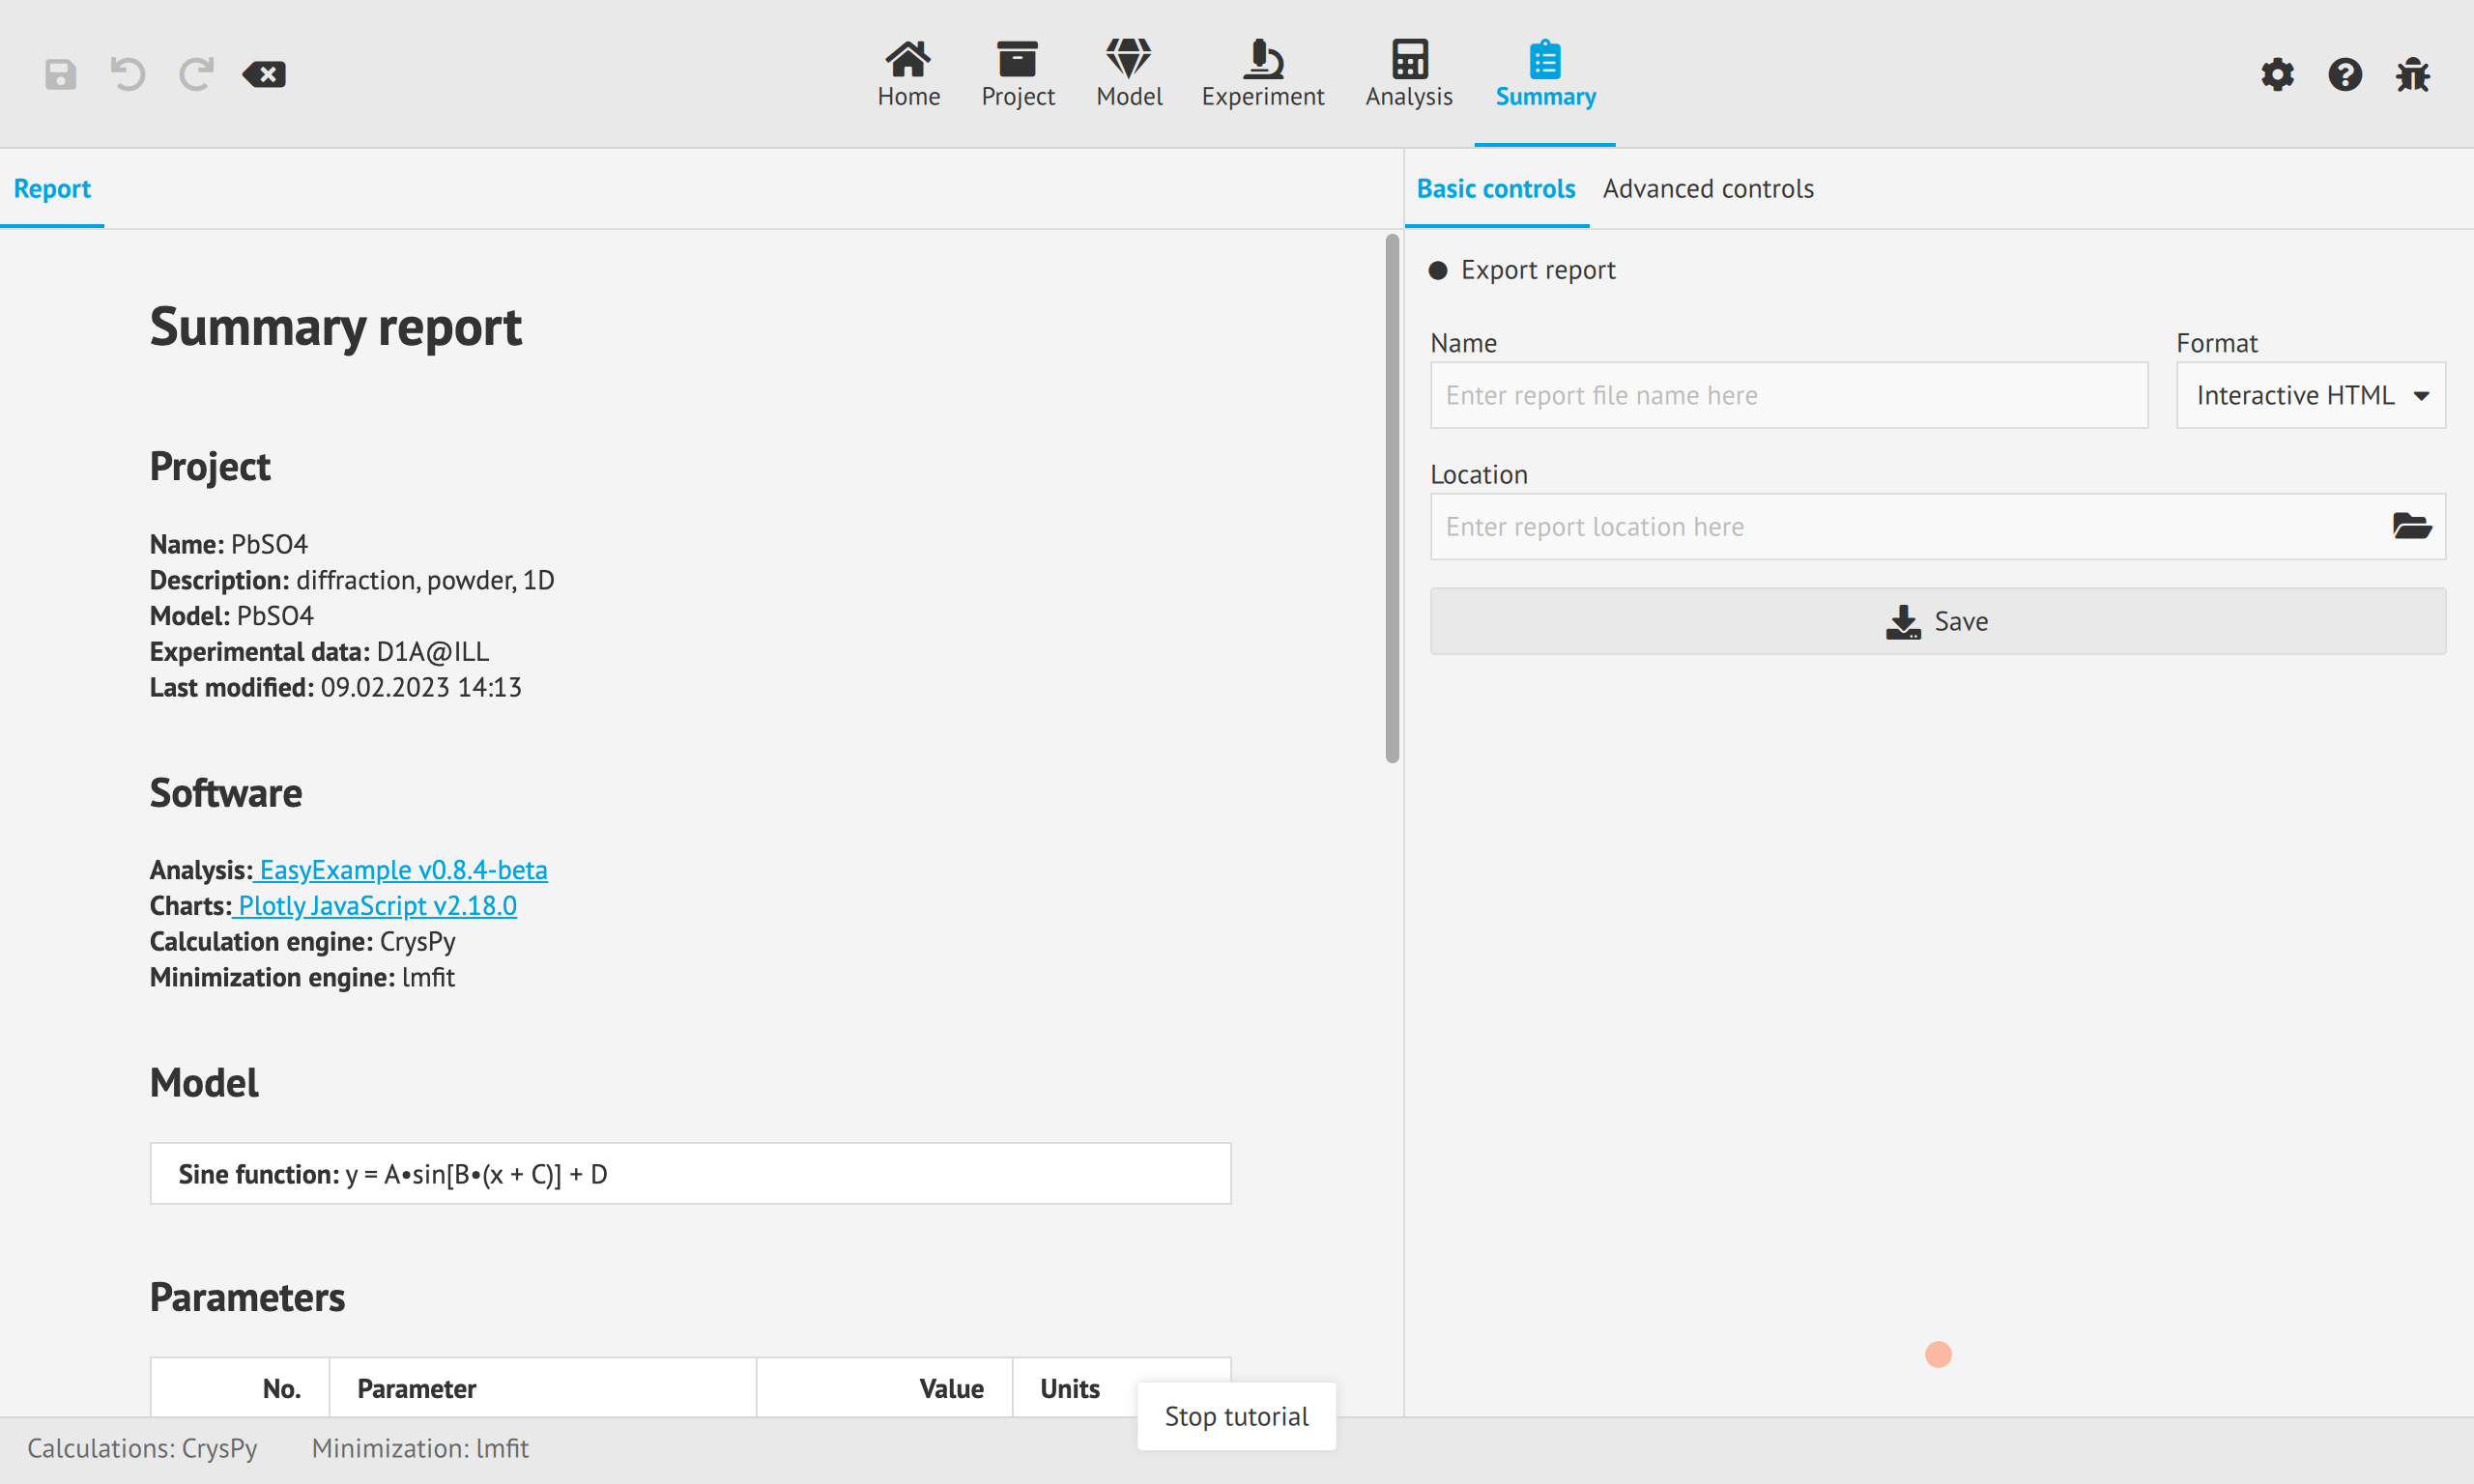 Home
Project
Model
Experiment
Analysis
Summary
Report
Basic controls
Advanced controls
Summary report
Project
Name: PbSO4
Description: diffraction, powder, 1D
Model: PbSO4
Experimental data: D1A@ILL
Last modified: 09.02.2023 14:13
Software
Analysis: EasyExample v0.8.4-beta
Charts: Plotly JavaScript v2.18.0
Calculation engine: CrysPy
Minimization engine: lmfit
Model
Sine function: y = A•sin[B•(x + C)] + D
Parameters
No. Parameter Value Units
Export report
Name
Format
Enter report file name here
Interactive HTML
Location
Enter report location here
Save
Stop tutorial
Calculations: CrysPy
Minimization: lmfit